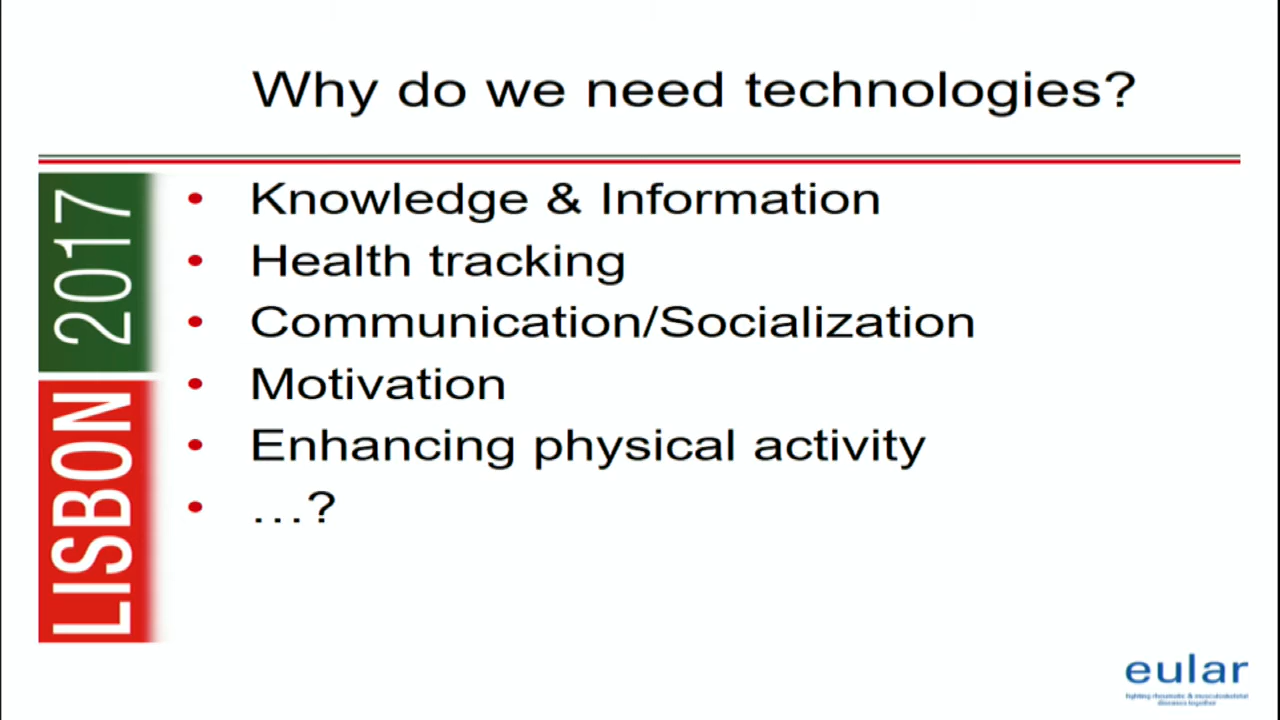 Why do we need technologies?
LISBON 2017
• Knowledge & Information
• Health tracking
• Communication/Socialization
• Motivation
• Enhancing physical activity
• …?
eular
fighting rheumatic & musculoskeletal
diseases together